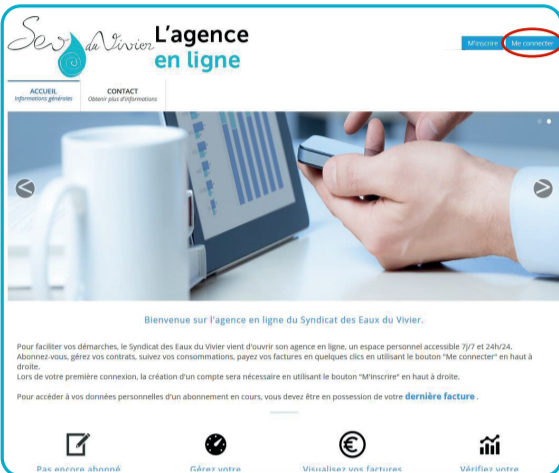 Sev du Vivier L'agence
en ligne
M'inscrire Me connecter
ACCUEIL CONTACT
Informations générales Obtenir plus d'informations
Bienvenue sur l'agence en ligne du Syndicat des Eaux du Vivier.
Pour faciliter vos démarches, le Syndicat des Eaux du Vivier vient d'ouvrir son agence en ligne, un espace personnel accessible 7j/7 et 24h/24.
Abonnez-vous, gérez vos contrats, suivez vos consommations, payez vos factures en quelques clics en utilisant le bouton "Me connecter" en haut à
droite.
Lors de votre première connexion, la création d'un compte sera nécessaire en utilisant le bouton "M'inscrire" en haut à droite.
Pour accéder à vos données personnelles d'un abonnement en cours, vous devez être en possession de votre dernière facture .
Pas encore abonné Gérez votre Visualisez vos factures Vérifiez votre